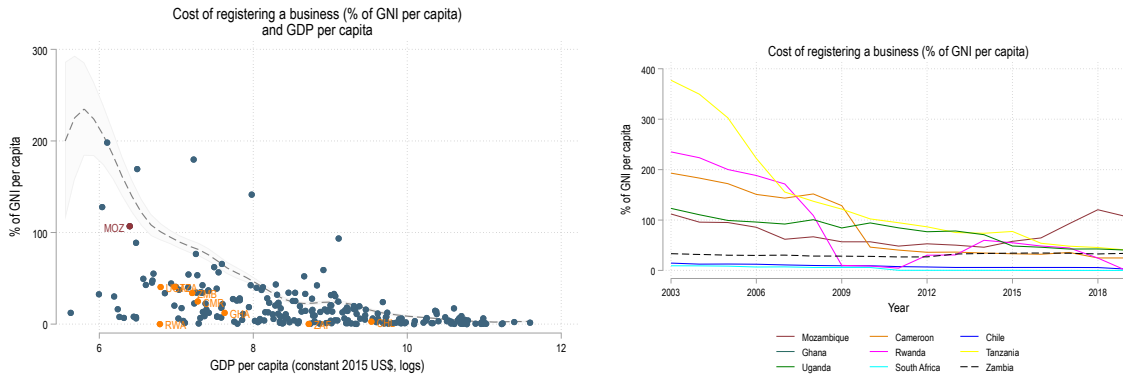 Cost of registering a business (% of GNI per capita)
and GDP per capita
300
200
100
0
% of GNI per capita
MOZ
RWA
GHA
ZAF
6
8
10
12
GDP per capita (constant 2015 US$, logs)
Cost of registering a business (% of GNI per capita)
400
300
200
100
0
% of GNI per capita
2003
2006
2009
2012
2015
2018
Year
Mozambique
Cameroon
Chile
Ghana
Rwanda
Tanzania
Uganda
South Africa
Zambia